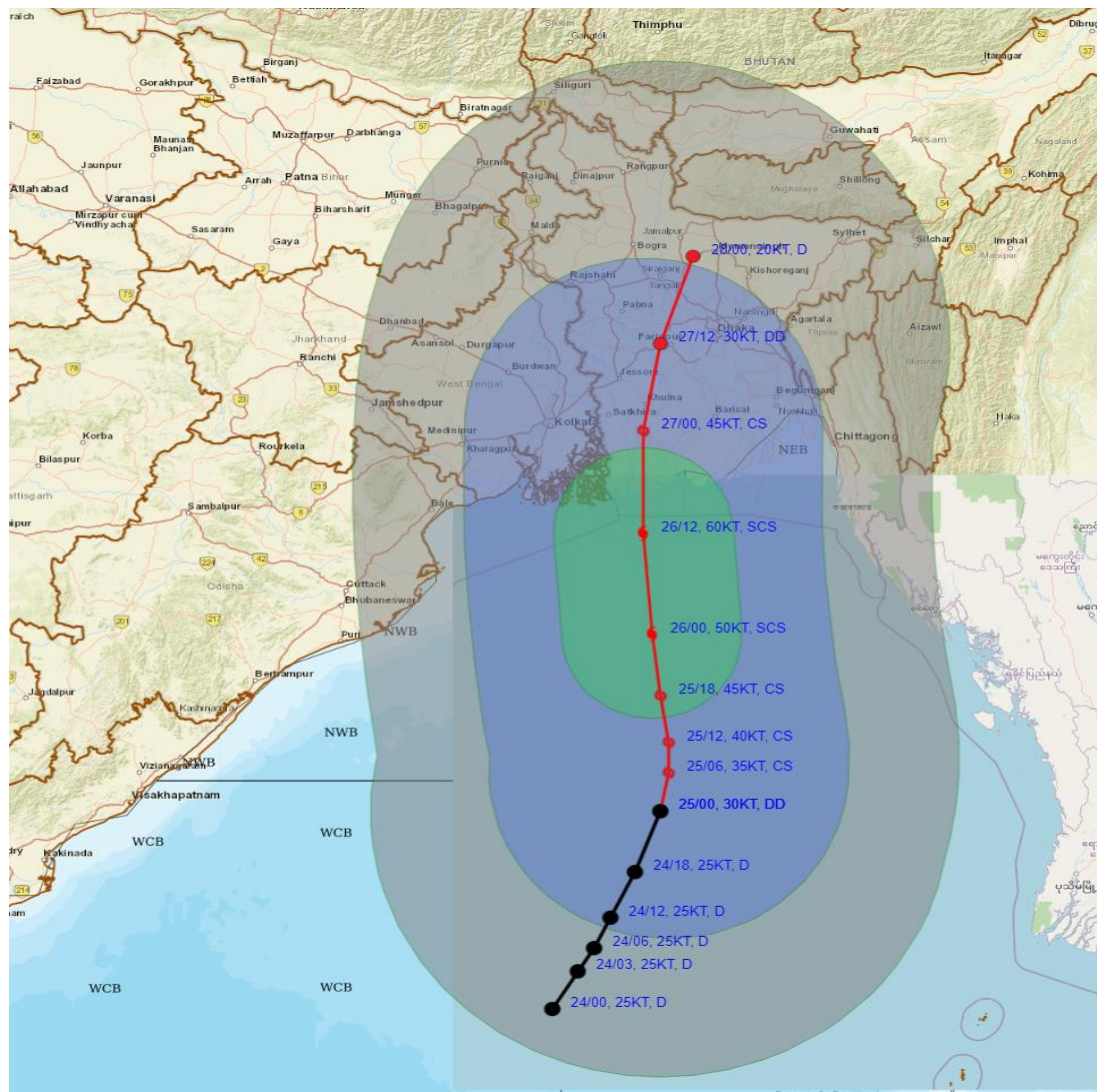 Thimphu
Gangtok
BHUTAN
Itanagar
Birganj
Siliguri
Faizabad
Gorakhpur
Bettiah
Biratnagar
Guwahati
Assam
Nagaland
Muzaffarpur
Darbhanga
Maunath
Bhanjan
Jaunpur
Purnia
Rangpur
Kohima
Allahabad
Varanasi
Arrah
Patna
Bihar
Munger
Raiganj
Dinajpur
Meghalaya
Shillong
Mirzapur cum
Vindhyachal
Biharsharif
Bhagalpur
Sasaram
Malda
Jamalpur
Sylhet
Silchar
Imphal
Manipur
Gaya
Bogra
28/00, 20KT, D
Rajshahi
Sirajganj
Tangail
Kishoreganj
Dhanbad
Asansol
Durgapur
Pabna
Agartala
Tripura
Aizawl
Mizoram
27/12, 30KT, DD
Dhaka
Jharkhand
Ranchi
Burdwan
Jessore
West Bengal
Jamshedpur
Khulna
Begumganj
Satkhira
Barisal
Noakhali
Haka
Medinipur
Kolkata
27/00, 45KT, CS
Korba
Kharagpur
NEB
Chittagong
Rourkela
Bilaspur
Bale
Sambalpur
26/12, 60KT, SCS
Odisha
Cuttack
Bhubaneswar
Puri
NWB
26/00, 50KT, SCS
Bertrampur
Jagdalpur
25/18, 45KT, CS
Kashinagara
NWB
25/12, 40KT, CS
NWB
Vizianagaram
25/06, 35KT, CS
Visakhapatnam
25/00, 30KT, DD
WCB
WCB
Kakinada
24/18, 25KT, D
24/12, 25KT, D
24/06, 25KT, D
24/03, 25KT, D
WCB
WCB
24/00, 25KT, D